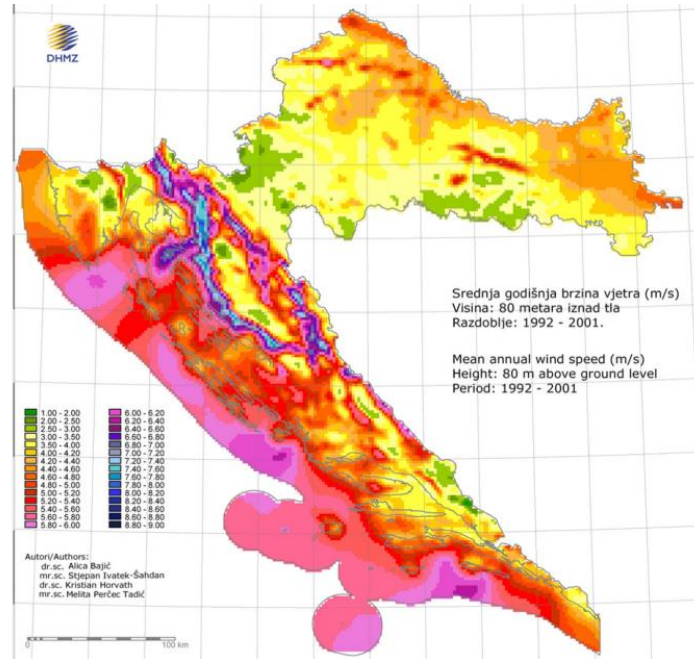 DHMZ
Srednja godišnja brzina vjetra (m/s)
Visina: 80 metara iznad tla
Razdoblje: 1992 - 2001.
Mean annual wind speed (m/s)
Height: 80 m above ground level
Period: 1992 - 2001
1.00 - 2.00
2.00 - 2.50
2.50 - 3.00
3.00 - 3.50
3.50 - 4.00
4.00 - 4.20
4.20 - 4.40
4.40 - 4.60
4.60 - 4.80
4.80 - 5.00
5.00 - 5.20
5.20 - 5.40
5.40 - 5.60
5.60 - 5.80
5.80 - 6.00
6.00 - 6.20
6.20 - 6.40
6.40 - 6.60
6.60 - 6.80
6.80 - 7.00
7.00 - 7.20
7.20 - 7.40
7.40 - 7.60
7.60 - 7.80
7.80 - 8.00
8.00 - 8.20
8.20 - 8.40
8.40 - 8.60
8.60 - 8.80
8.80 - 9.00
Autori/Authors:
dr.sc. Alica Bajić
mr.sc. Stjepan Ivatek-Šahdan
dr.sc. Kristian Horvath
mr.sc. Melita Perčec Tadić
0 100 km